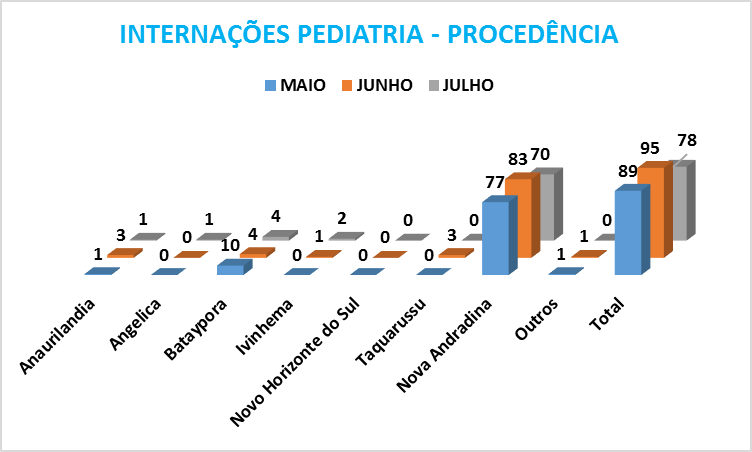 INTERNAÇÕES PEDIATRIA - PROCEDÊNCIA
MAIO JUNHO JULHO
1 3 1
0 0 1
10 4 4
0 1 2
0 0 0
0 3 0
77 83 70
1 1 0
89 95 78
Anaurilandia
Angelica
Bataypora
Ivinhema
Novo Horizonte do Sul
Taquarussu
Nova Andradina
Outros
Total